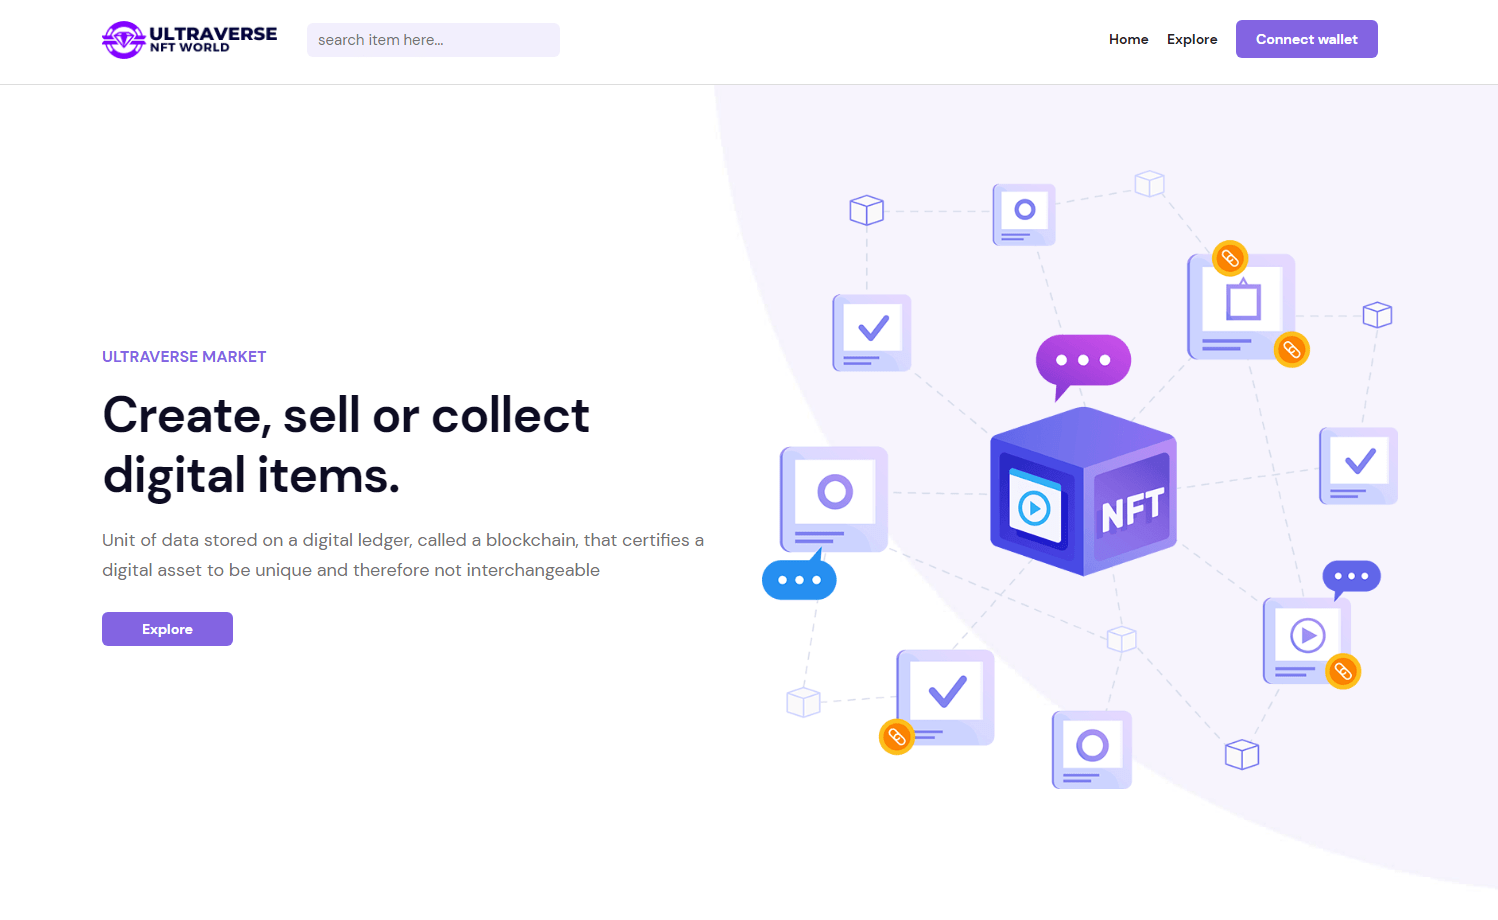 ULTRAVERSE
NFT WORLD
search item here...
Home
Explore
Connect wallet
ULTRAVERSE MARKET
Create, sell or collect
digital items.
Unit of data stored on a digital ledger, called a blockchain, that certifies a
digital asset to be unique and therefore not interchangeable
Explore
NFT